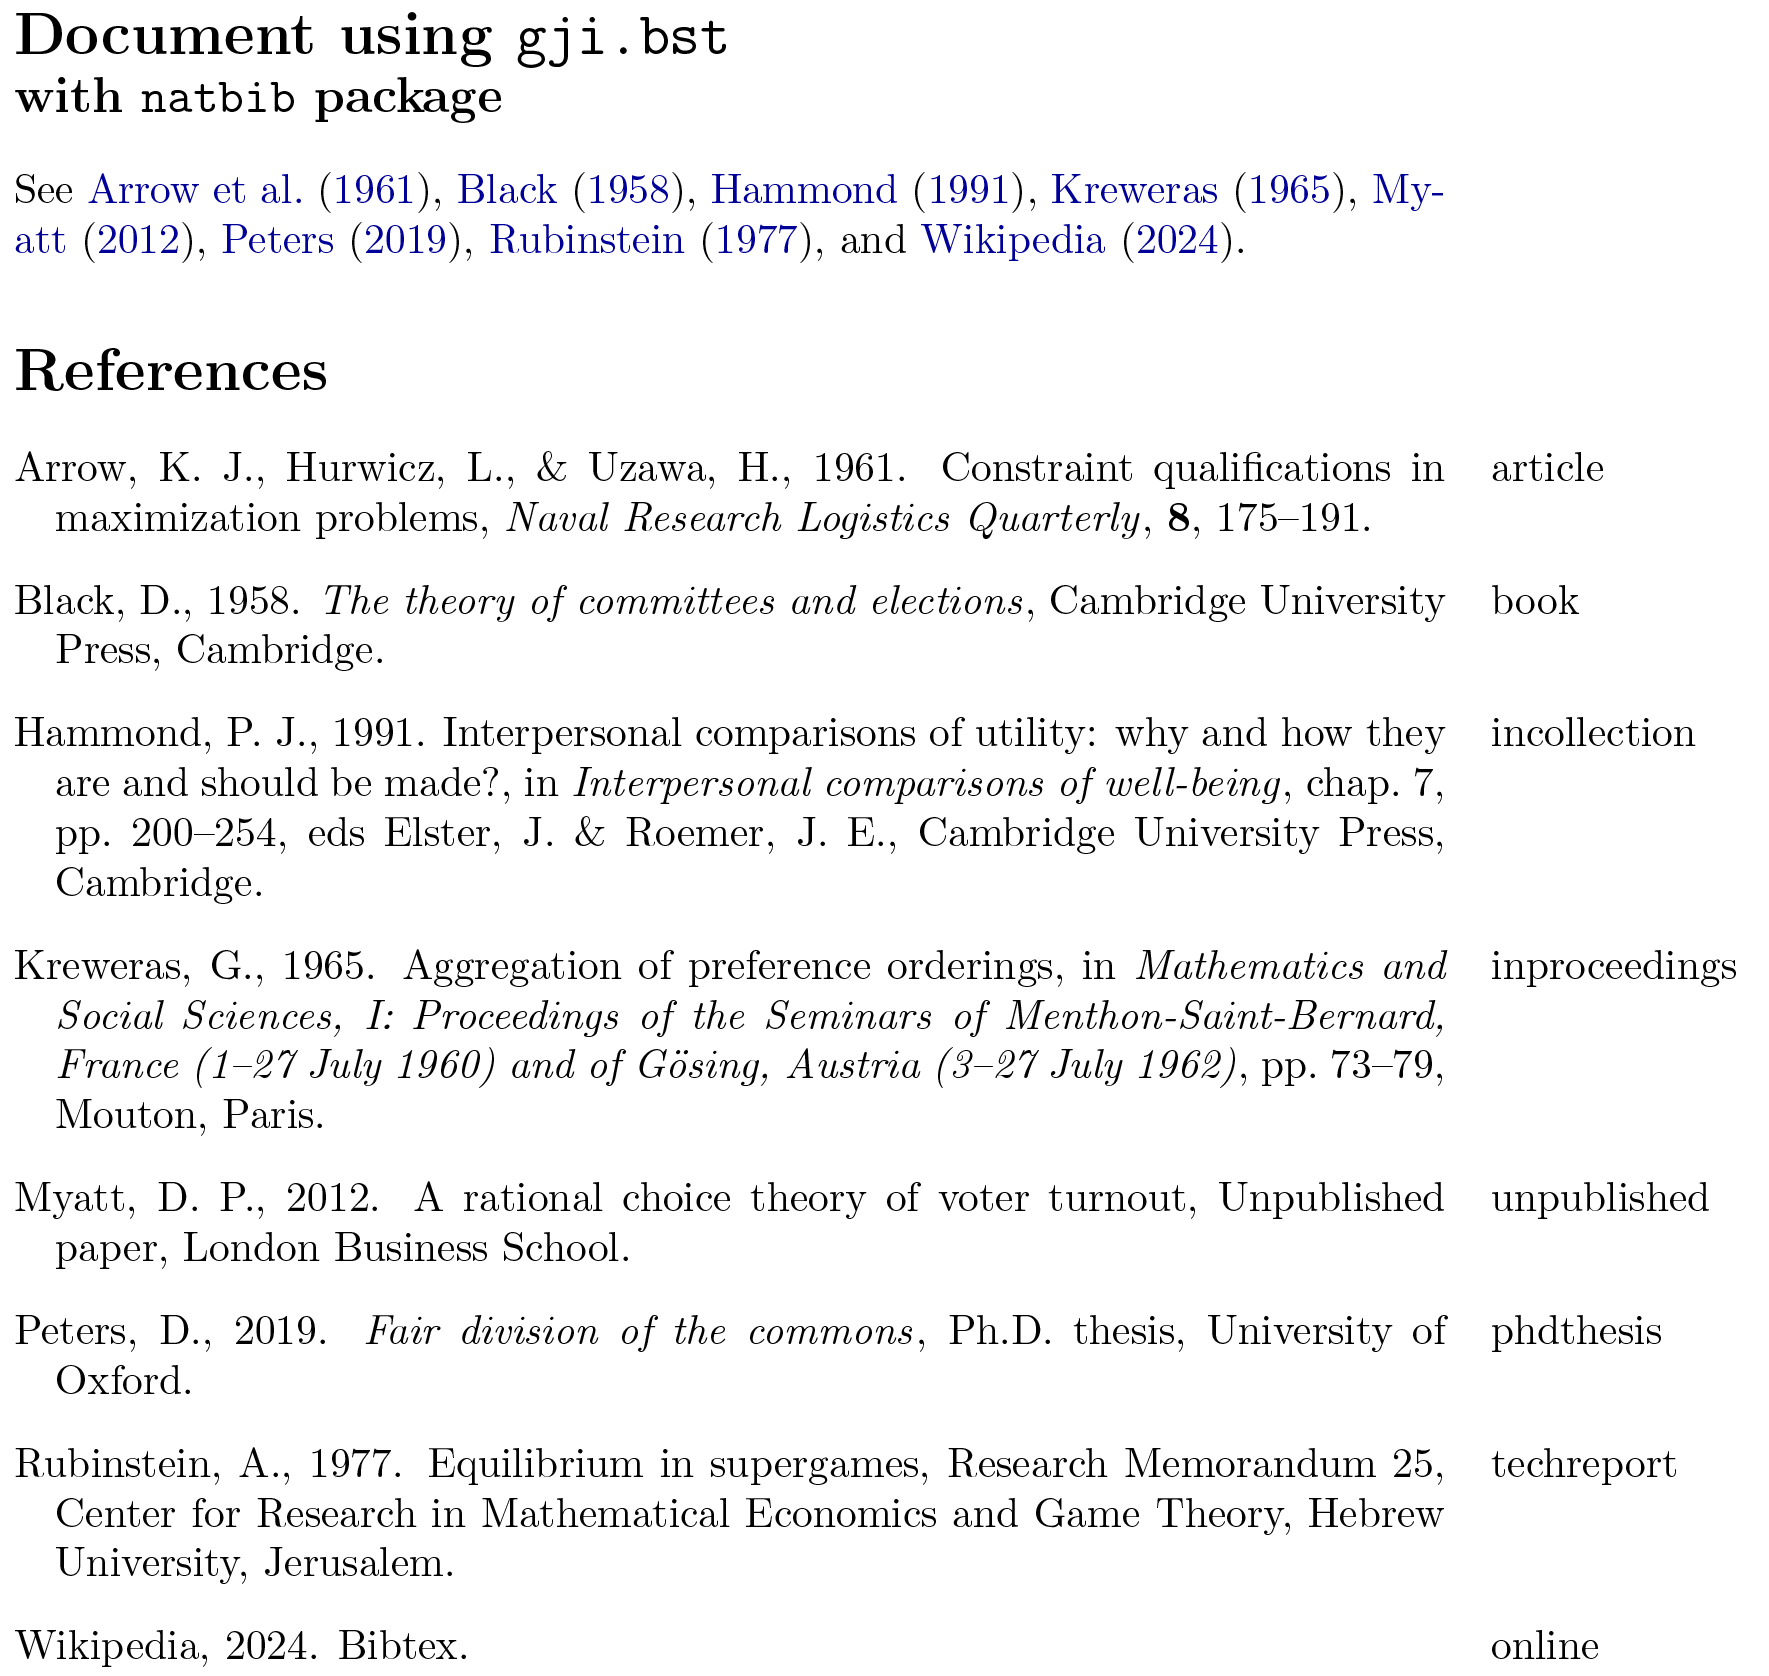 Document using gji.bst
with natbib package
See Arrow et al. (1961), Black (1958), Hammond (1991), Kreweras (1965), My-
att (2012), Peters (2019), Rubinstein (1977), and Wikipedia (2024).
References
Arrow, K. J., Hurwicz, L., & Uzawa, H., 1961. Constraint qualifications in article
maximization problems, Naval Research Logistics Quarterly, 8, 175–191.
Black, D., 1958. The theory of committees and elections, Cambridge University book
Press, Cambridge.
Hammond, P. J., 1991. Interpersonal comparisons of utility: why and how they incollection
are and should be made?, in Interpersonal comparisons of well-being, chap. 7,
pp. 200–254, eds Elster, J. & Roemer, J. E., Cambridge University Press,
Cambridge.
Kreweras, G., 1965. Aggregation of preference orderings, in Mathematics and inproceedings
Social Sciences, I: Proceedings of the Seminars of Menthon-Saint-Bernard,
France (1–27 July 1960) and of Gösing, Austria (3–27 July 1962), pp. 73–79,
Mouton, Paris.
Myatt, D. P., 2012. A rational choice theory of voter turnout, Unpublished unpublished
paper, London Business School.
Peters, D., 2019. Fair division of the commons, Ph.D. thesis, University of phdthesis
Oxford.
Rubinstein, A., 1977. Equilibrium in supergames, Research Memorandum 25, techreport
Center for Research in Mathematical Economics and Game Theory, Hebrew
University, Jerusalem.
Wikipedia, 2024. Bibtex. online